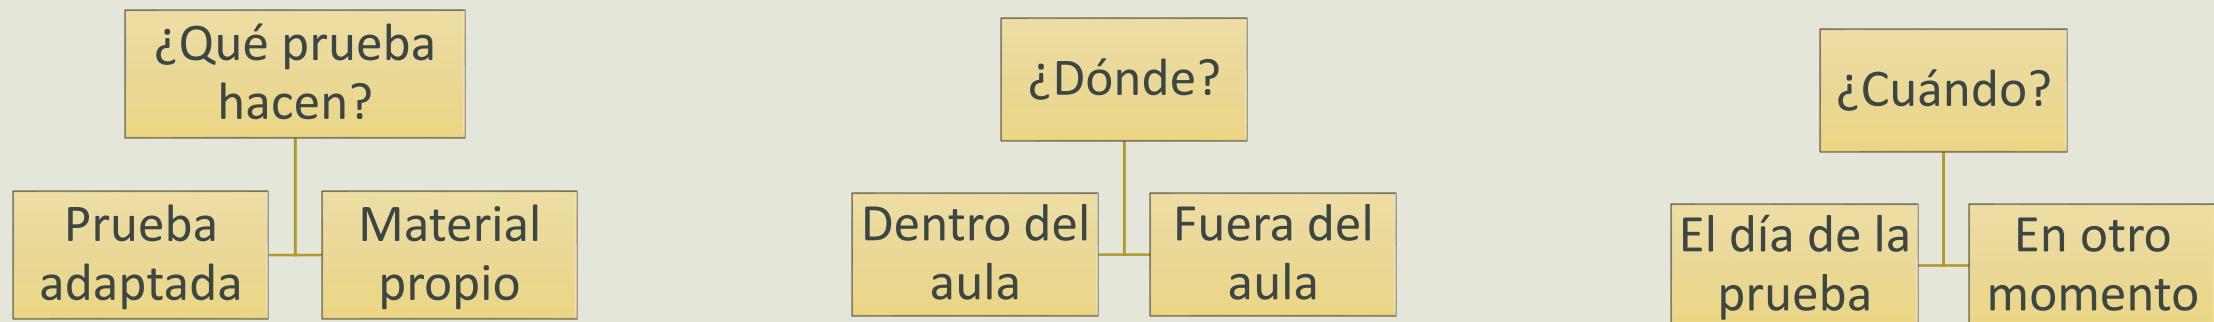 ¿Qué prueba
hacen?
Prueba
adaptada
Material
propio
¿Dónde?
Dentro del
aula
Fuera del
aula
¿Cuándo?
El día de la
prueba
En otro
momento